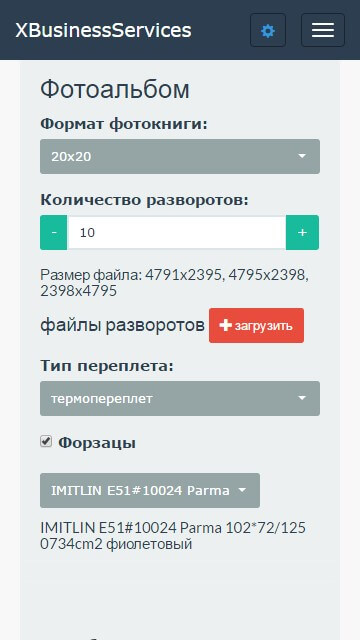 XBusinessServices
Фотоальбом
Формат фотокниги:
20x20
Количество разворотов:
- 10 +
Размер файла: 4791x2395, 4795x2398,
2398x4795
файлы разворотов + загрузить
Тип переплета:
термопереплет
Форзацы
IMITLIN E51#10024 Parma
IMITLIN E51#10024 Parma 102*72/125
0734cm2 фиолетовый